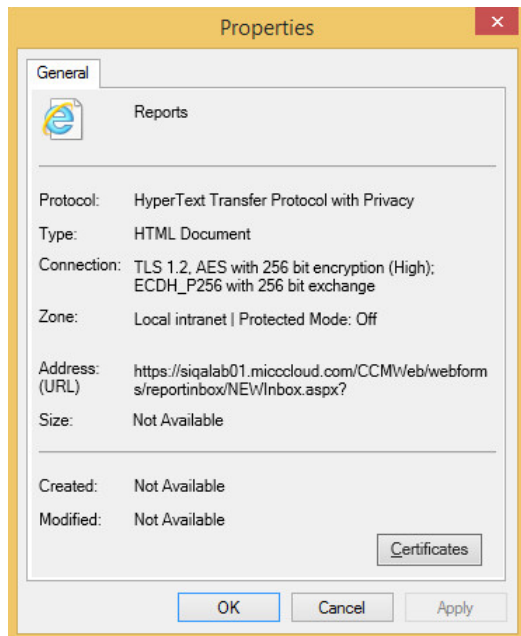 Properties
General
Reports
Protocol: HyperText Transfer Protocol with Privacy
Type: HTML Document
Connection: TLS 1.2, AES with 256 bit encryption (High);
ECDH_P256 with 256 bit exchange
Zone: Local intranet | Protected Mode: Off
Address: https://siqalab01.micccloud.com/CCMWeb/webform
(URL) s/reportinbox/NEWInbox.aspx?
Size: Not Available
Created: Not Available
Modified: Not Available
Certificates
OK Cancel Apply